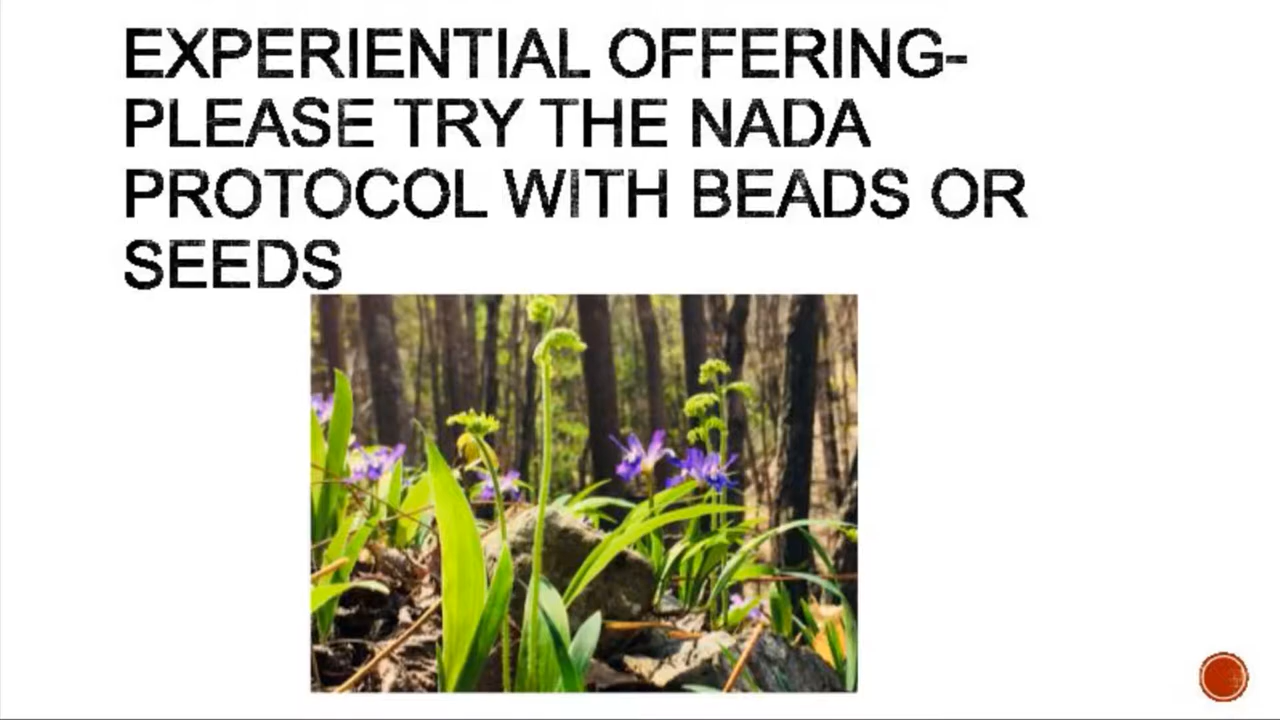 EXPERIENTIAL OFFERING-
PLEASE TRY THE NADA
PROTOCOL WITH BEADS OR
SEEDS